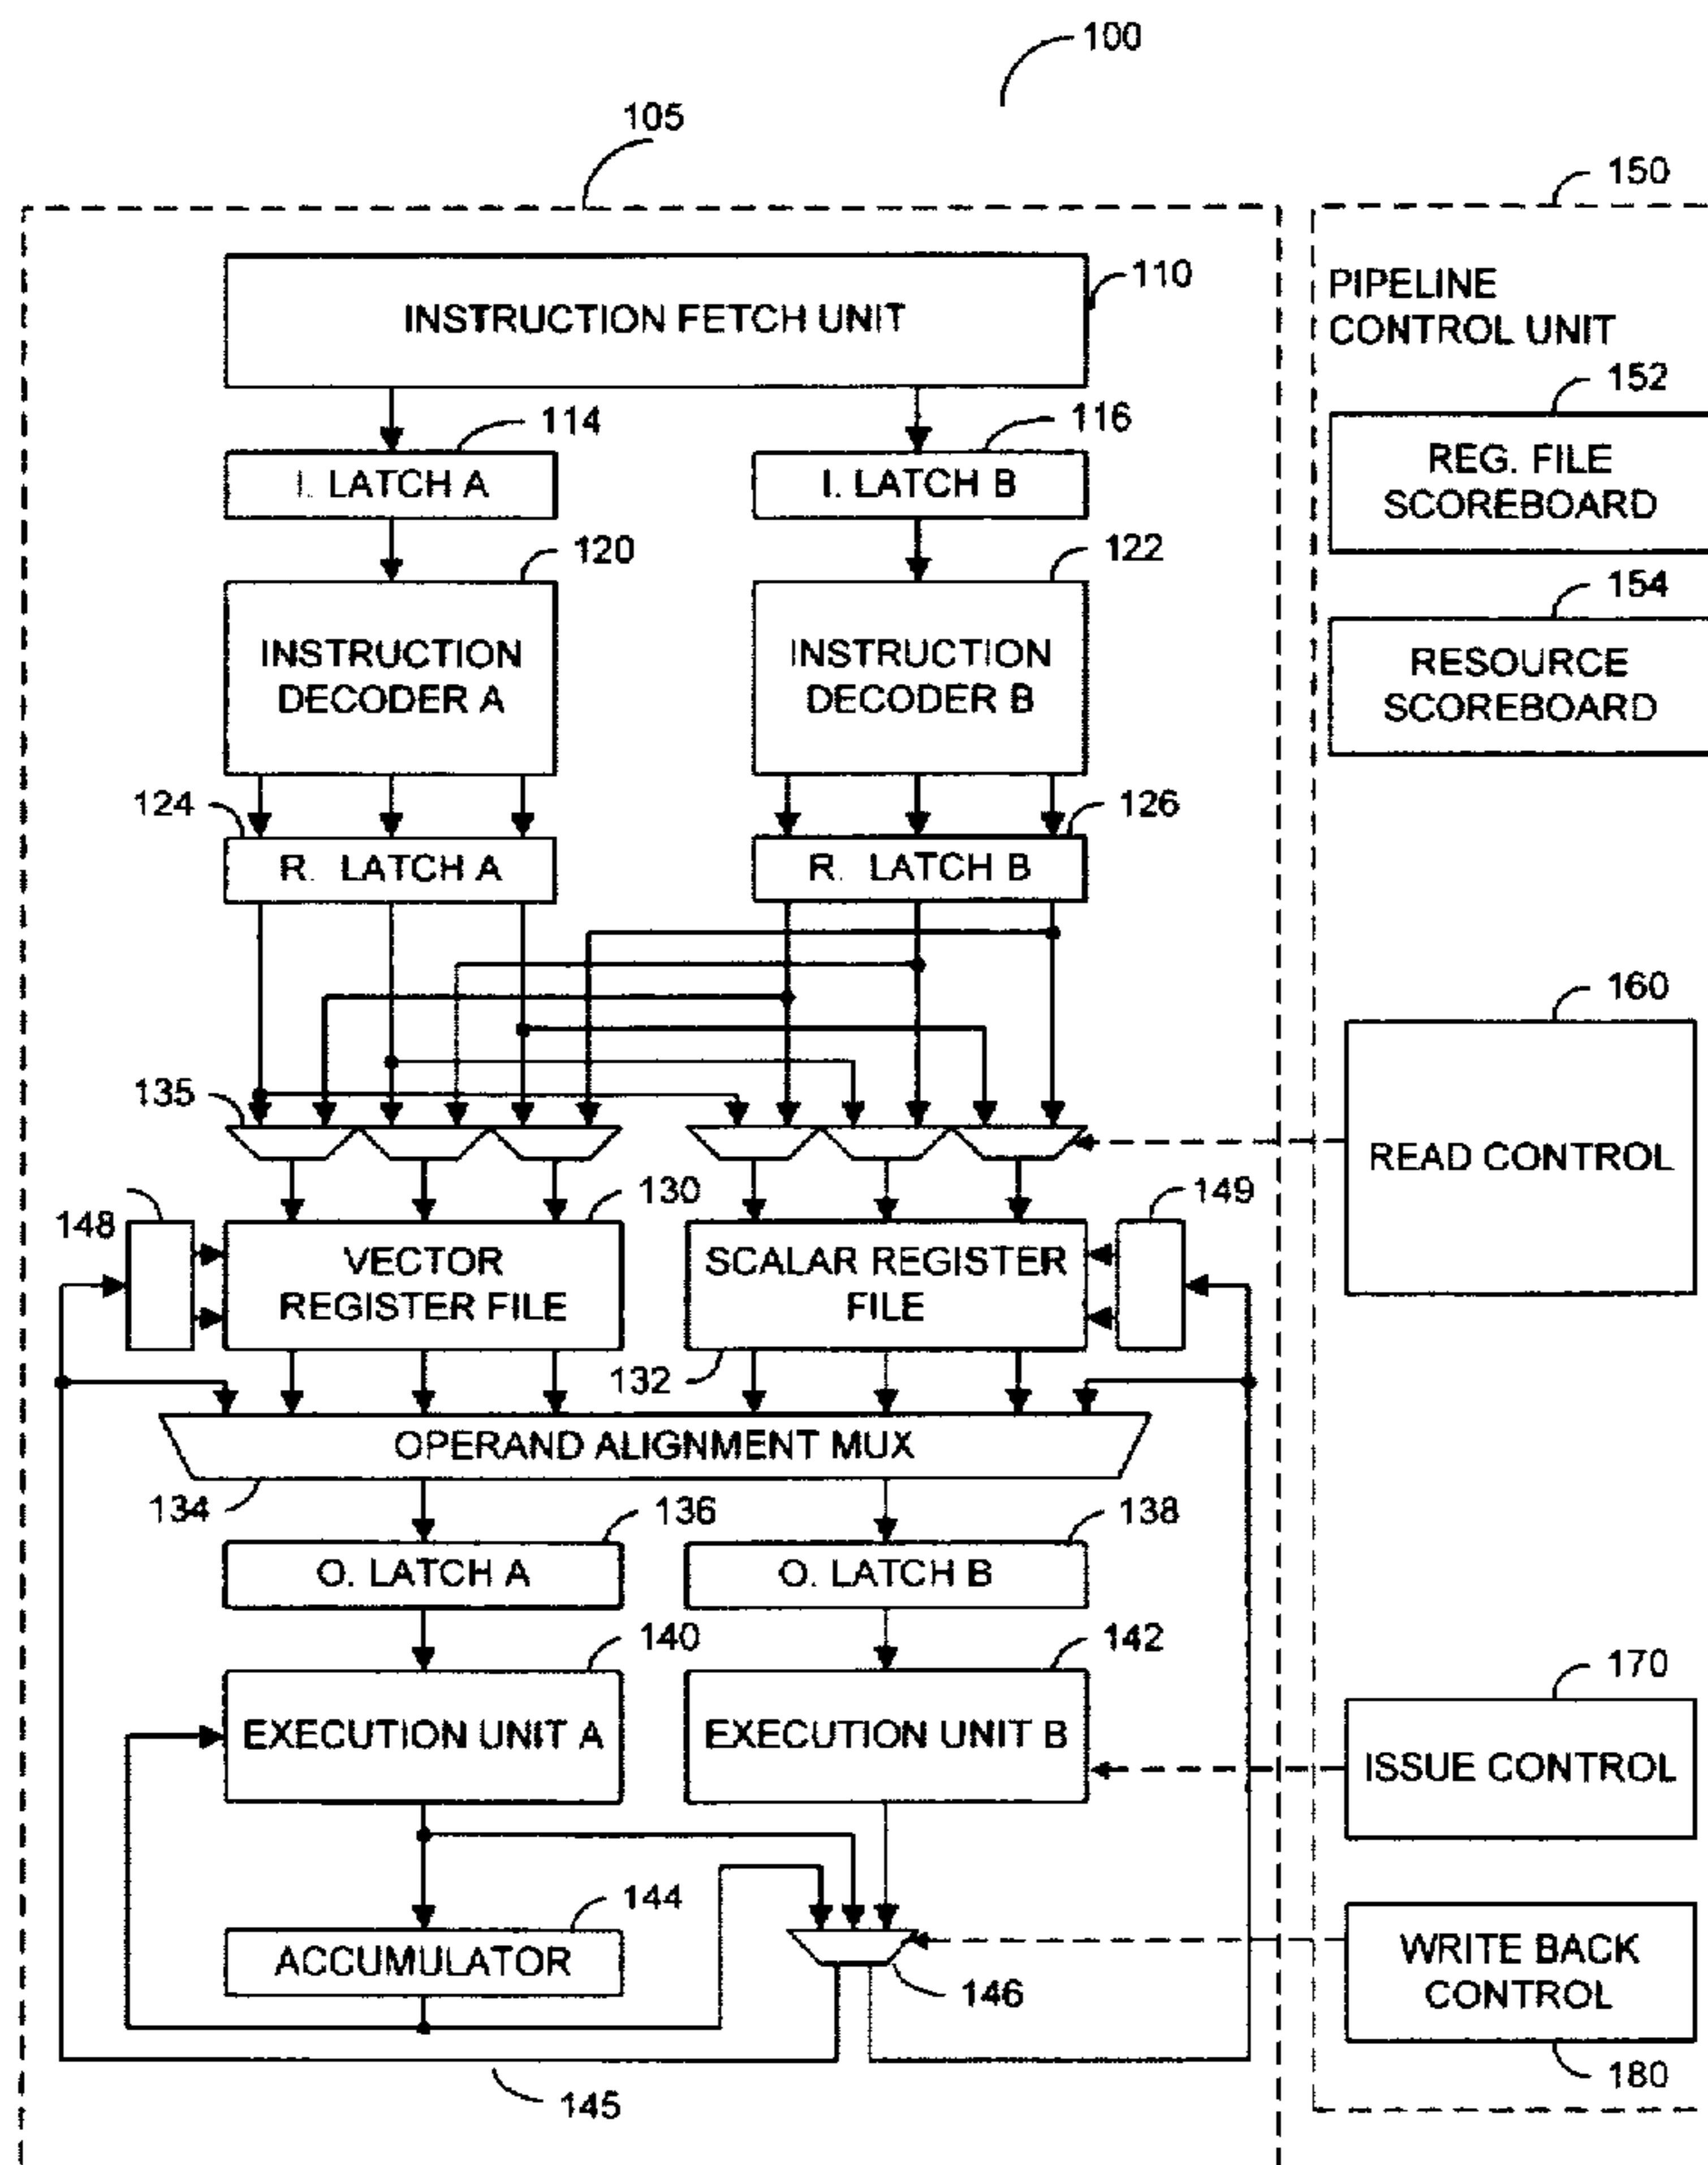 100
105
150
INSTRUCTION FETCH UNIT
110
PIPELINE
CONTROL UNIT
114
116
152
I. LATCH A
I. LATCH B
REG. FILE
SCOREBOARD
120
122
154
INSTRUCTION
DECODER A
INSTRUCTION
DECODER B
RESOURCE
SCOREBOARD
124
126
R. LATCH A
R. LATCH B
160
135
READ CONTROL
148
130
149
VECTOR
REGISTER FILE
SCALAR REGISTER
FILE
132
OPERAND ALIGNMENT MUX
134
136
138
O. LATCH A
O. LATCH B
140
142
170
EXECUTION UNIT A
EXECUTION UNIT B
ISSUE CONTROL
144
ACCUMULATOR
146
WRITE BACK
CONTROL
145
180